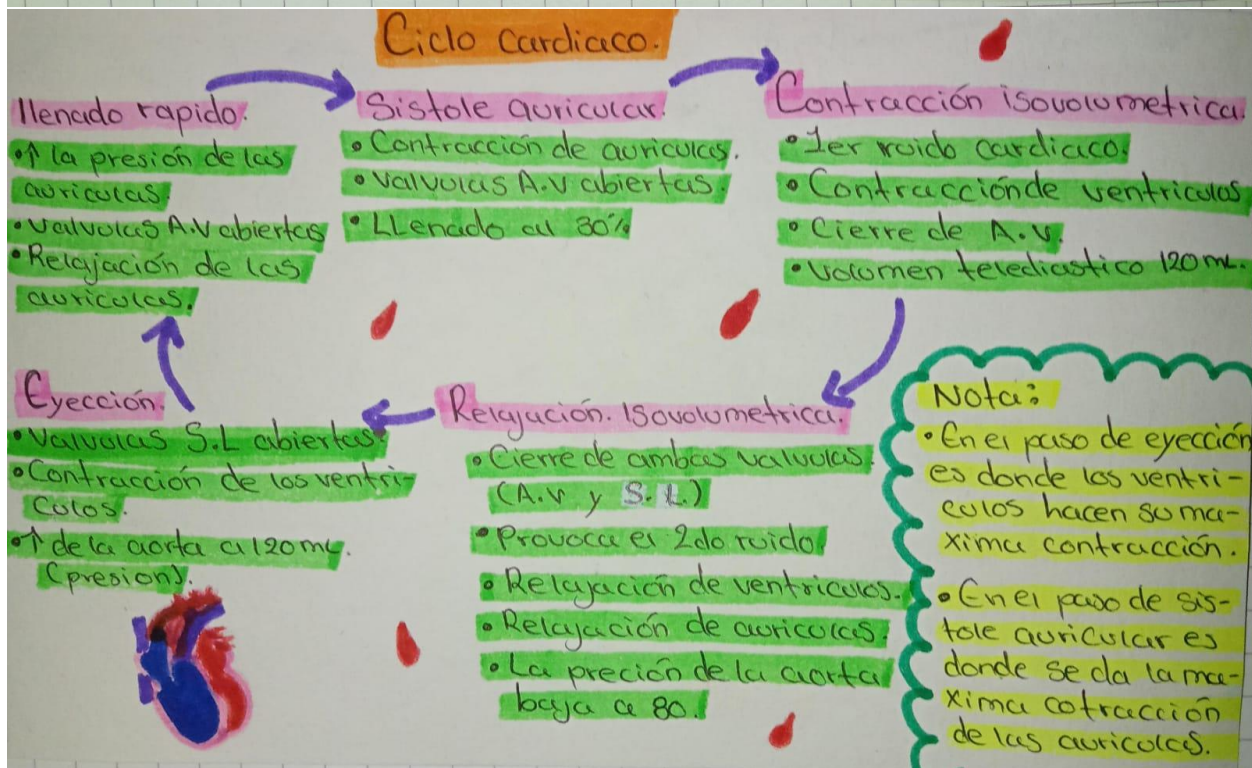 Ciclo Cardiaco.
llenado rapido.
•↑ la presión de las
auriculas.
•valvulas A.V abiertas
•Relajación de las
auriculas.
Sistole auricular.
•Contracción de auriculas.
•valvulas A.V abiertas.
•LLenado al 30%
Contracción isovolumetrica.
•1er ruido cardiaco.
•Contracciónde ventriculos
•Cierre de A.V.
•volumen telediastico 120 mL.
Relajación. Isovolumetrica.
•Cierre de ambas valvulas.
(A.V y S.L.)
•Provoca el 2do ruido
•Relajación de ventriculos.
•Relajación de auriculas.
•La preción de la aorta
baja a 80.
Eyección.
•valvulas S.L abiertas.
•Contracción de los ventri-
culos.
•↑ de la aorta a 120 mL.
(presion).
Nota:
•En el paso de eyección
es donde los ventri-
culos hacen su ma-
xima contracción.
•En el paso de sis-
tole auricular es
donde se da la ma-
xima cotracción
de las auriculas.